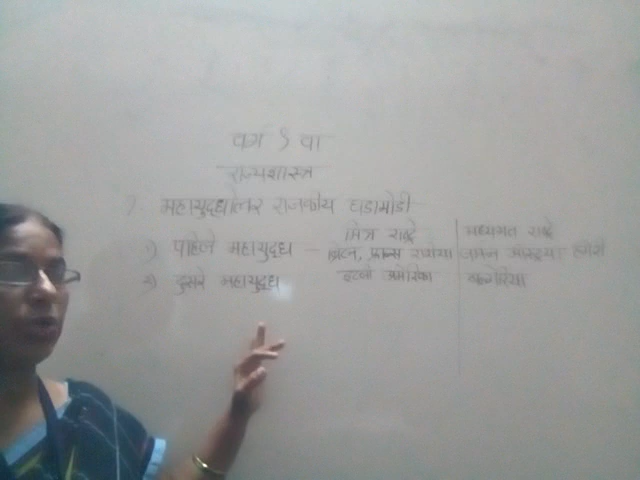 वर्ग ९ वा
राज्यशास्त्र
१. महायुद्धोत्तर राजकीय घडामोडी
मित्र राष्ट्रे मध्यवर्ती राष्ट्रे
१) पहिले महायुद्ध – ब्रिटन, फ्रान्स रशिया जर्मन ऑस्ट्रिया हंगेरी
२) दुसरे महायुद्ध इटली अमेरिका बल्गेरिया